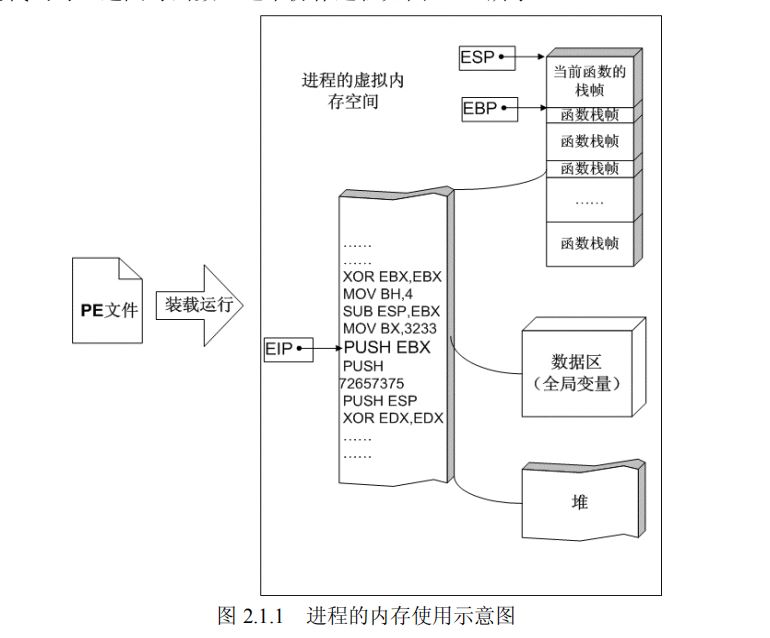 进程的虚拟内
存空间
ESP
当前函数的
栈帧
EBP
函数栈帧
函数栈帧
函数栈帧
……
函数栈帧
……
……
XOR EBX,EBX
MOV BH,4
SUB ESP,EBX
MOV BX,3233
EIP
PUSH EBX
PUSH
72657375
PUSH ESP
XOR EDX,EDX
……
……
PE文件
装载运行
数据区
（全局变量）
堆
图 2.1.1 进程的内存使用示意图